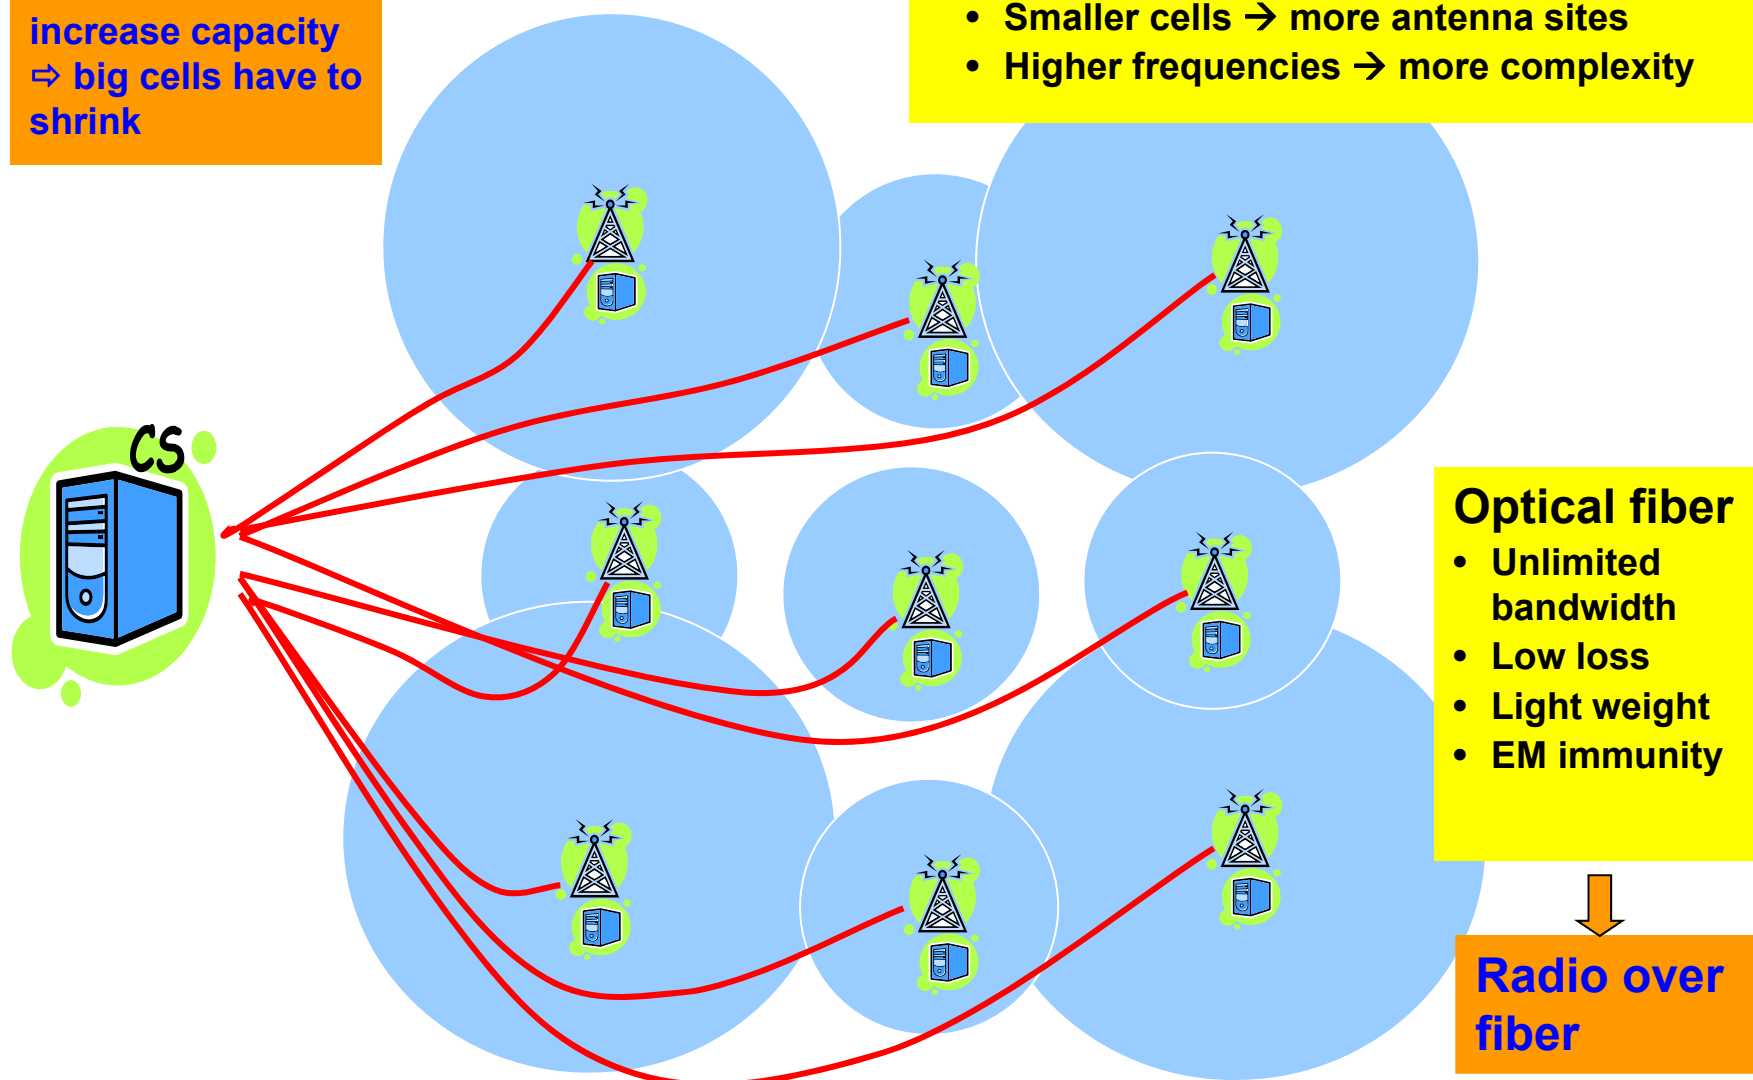 increase capacity
⇨ big cells have to
shrink
• Smaller cells → more antenna sites
• Higher frequencies → more complexity
CS
Optical fiber
• Unlimited
bandwidth
• Low loss
• Light weight
• EM immunity
Radio over
fiber